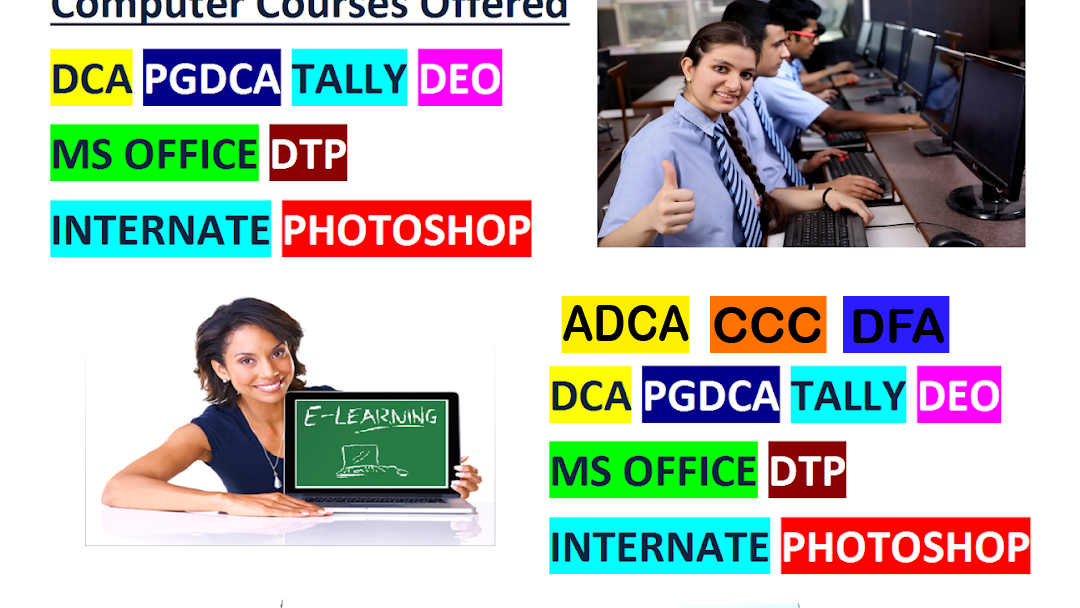 Computer Courses Offered
DCA PGDCA TALLY DEO
MS OFFICE DTP
INTERNATE PHOTOSHOP
E-LEARNING
ADCA CCC DFA
DCA PGDCA TALLY DEO
MS OFFICE DTP
INTERNATE PHOTOSHOP